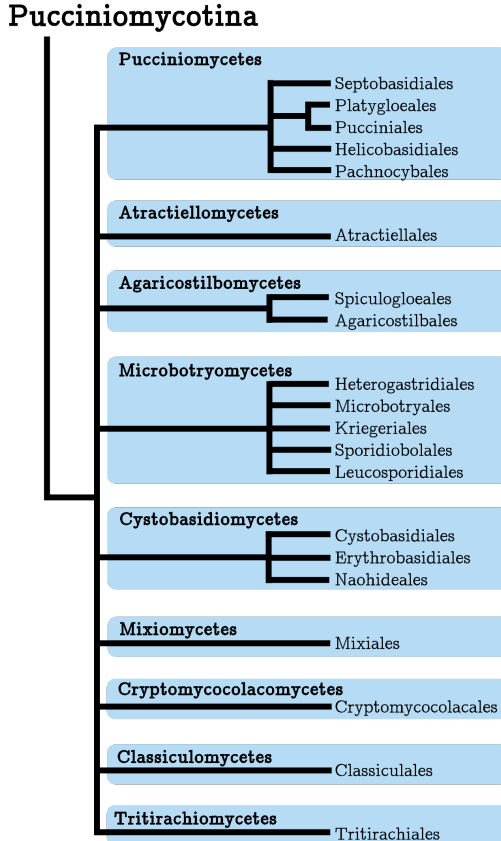 Pucciniomycotina
Pucciniomycetes
Septobasidiales
Platygloeales
Pucciniales
Helicobasidiales
Pachnocybales
Atractiellomycetes
Atractiellales
Agaricostilbomycetes
Spiculogloeales
Agaricostilbales
Microbotryomycetes
Heterogastridiales
Microbotryales
Kriegeriales
Sporidiobolales
Leucosporidiales
Cystobasidiomycetes
Cystobasidiales
Erythrobasidiales
Naohideales
Mixiomycetes
Mixiales
Cryptomycocolacomycetes
Cryptomycocolacales
Classiculomycetes
Classiculales
Tritirachiomycetes
Tritirachiales